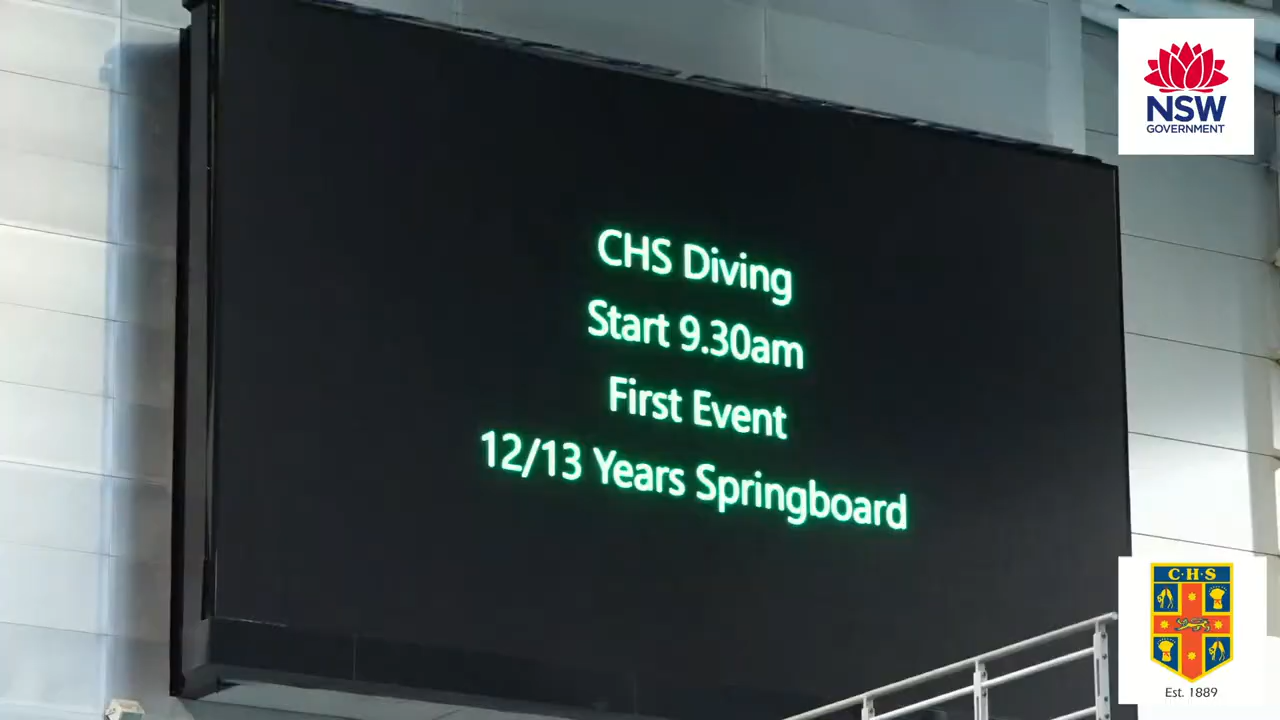 NSW
GOVERNMENT
CHS Diving
Start 9.30am
First Event
12/13 Years Springboard
C·H·S
Est. 1889